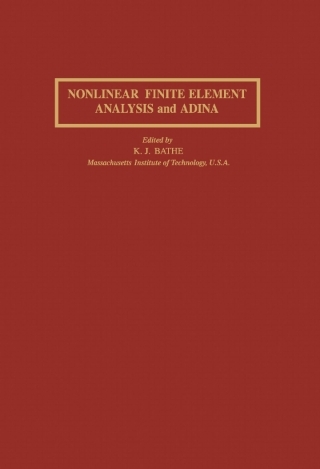 NONLINEAR FINITE ELEMENT
ANALYSIS and ADINA
Edited by
K. J. BATHE
Massachusetts Institute of Technology, U.S.A.